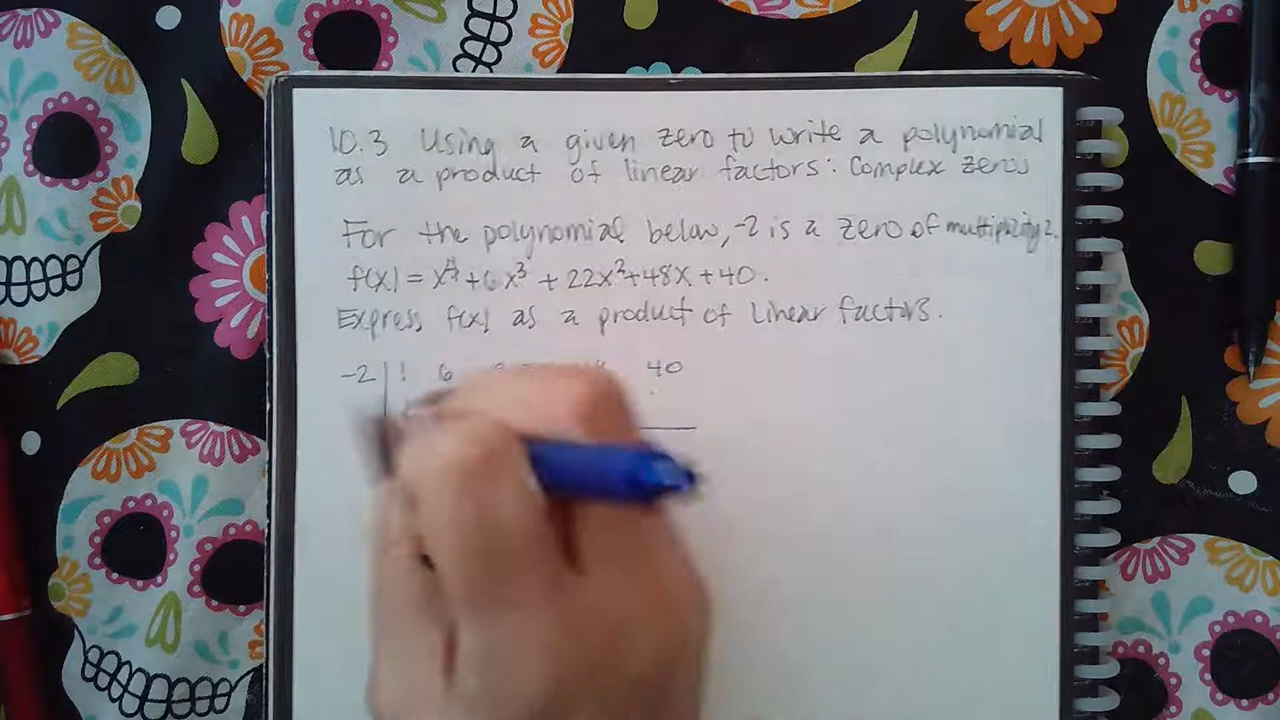 10.3 Using a given zero to write a polynomial
as a product of linear factors: Complex zeros
For the polynomial below, -2 is a zero of multiplicity 2.
f(x) = x⁴ + 6x³ + 22x² + 48x + 40.
Express f(x) as a product of linear factors.
-2 | 1 6 40